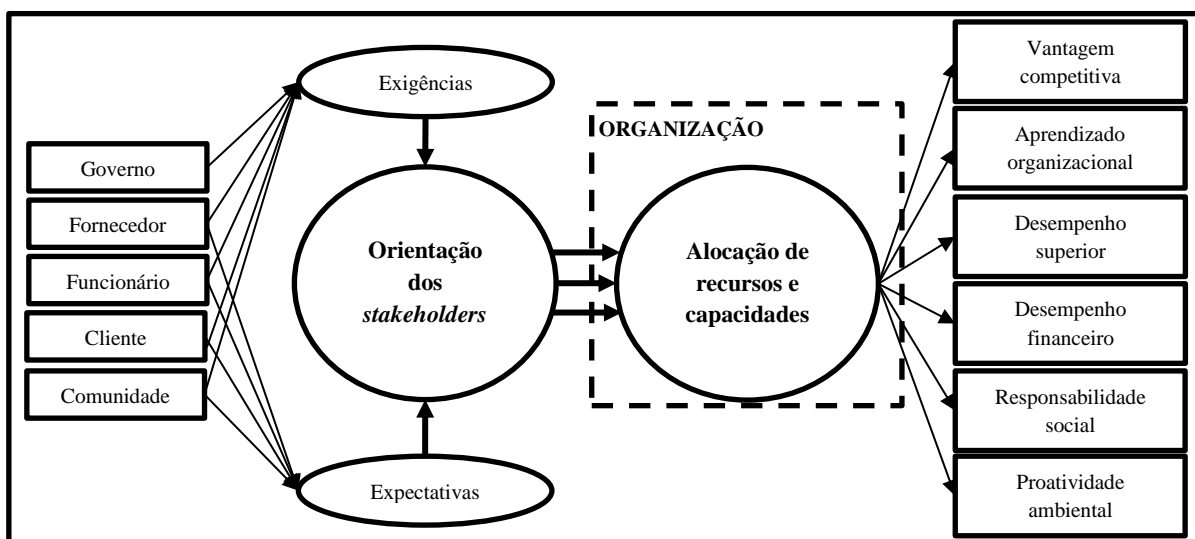 Exigências
Governo
Fornecedor
Funcionário
Cliente
Comunidade
Orientação
dos
stakeholders
Expectativas
ORGANIZAÇÃO
Alocação de
recursos e
capacidades
Vantagem
competitiva
Aprendizado
organizacional
Desempenho
superior
Desempenho
financeiro
Responsabilidade
social
Proatividade
ambiental